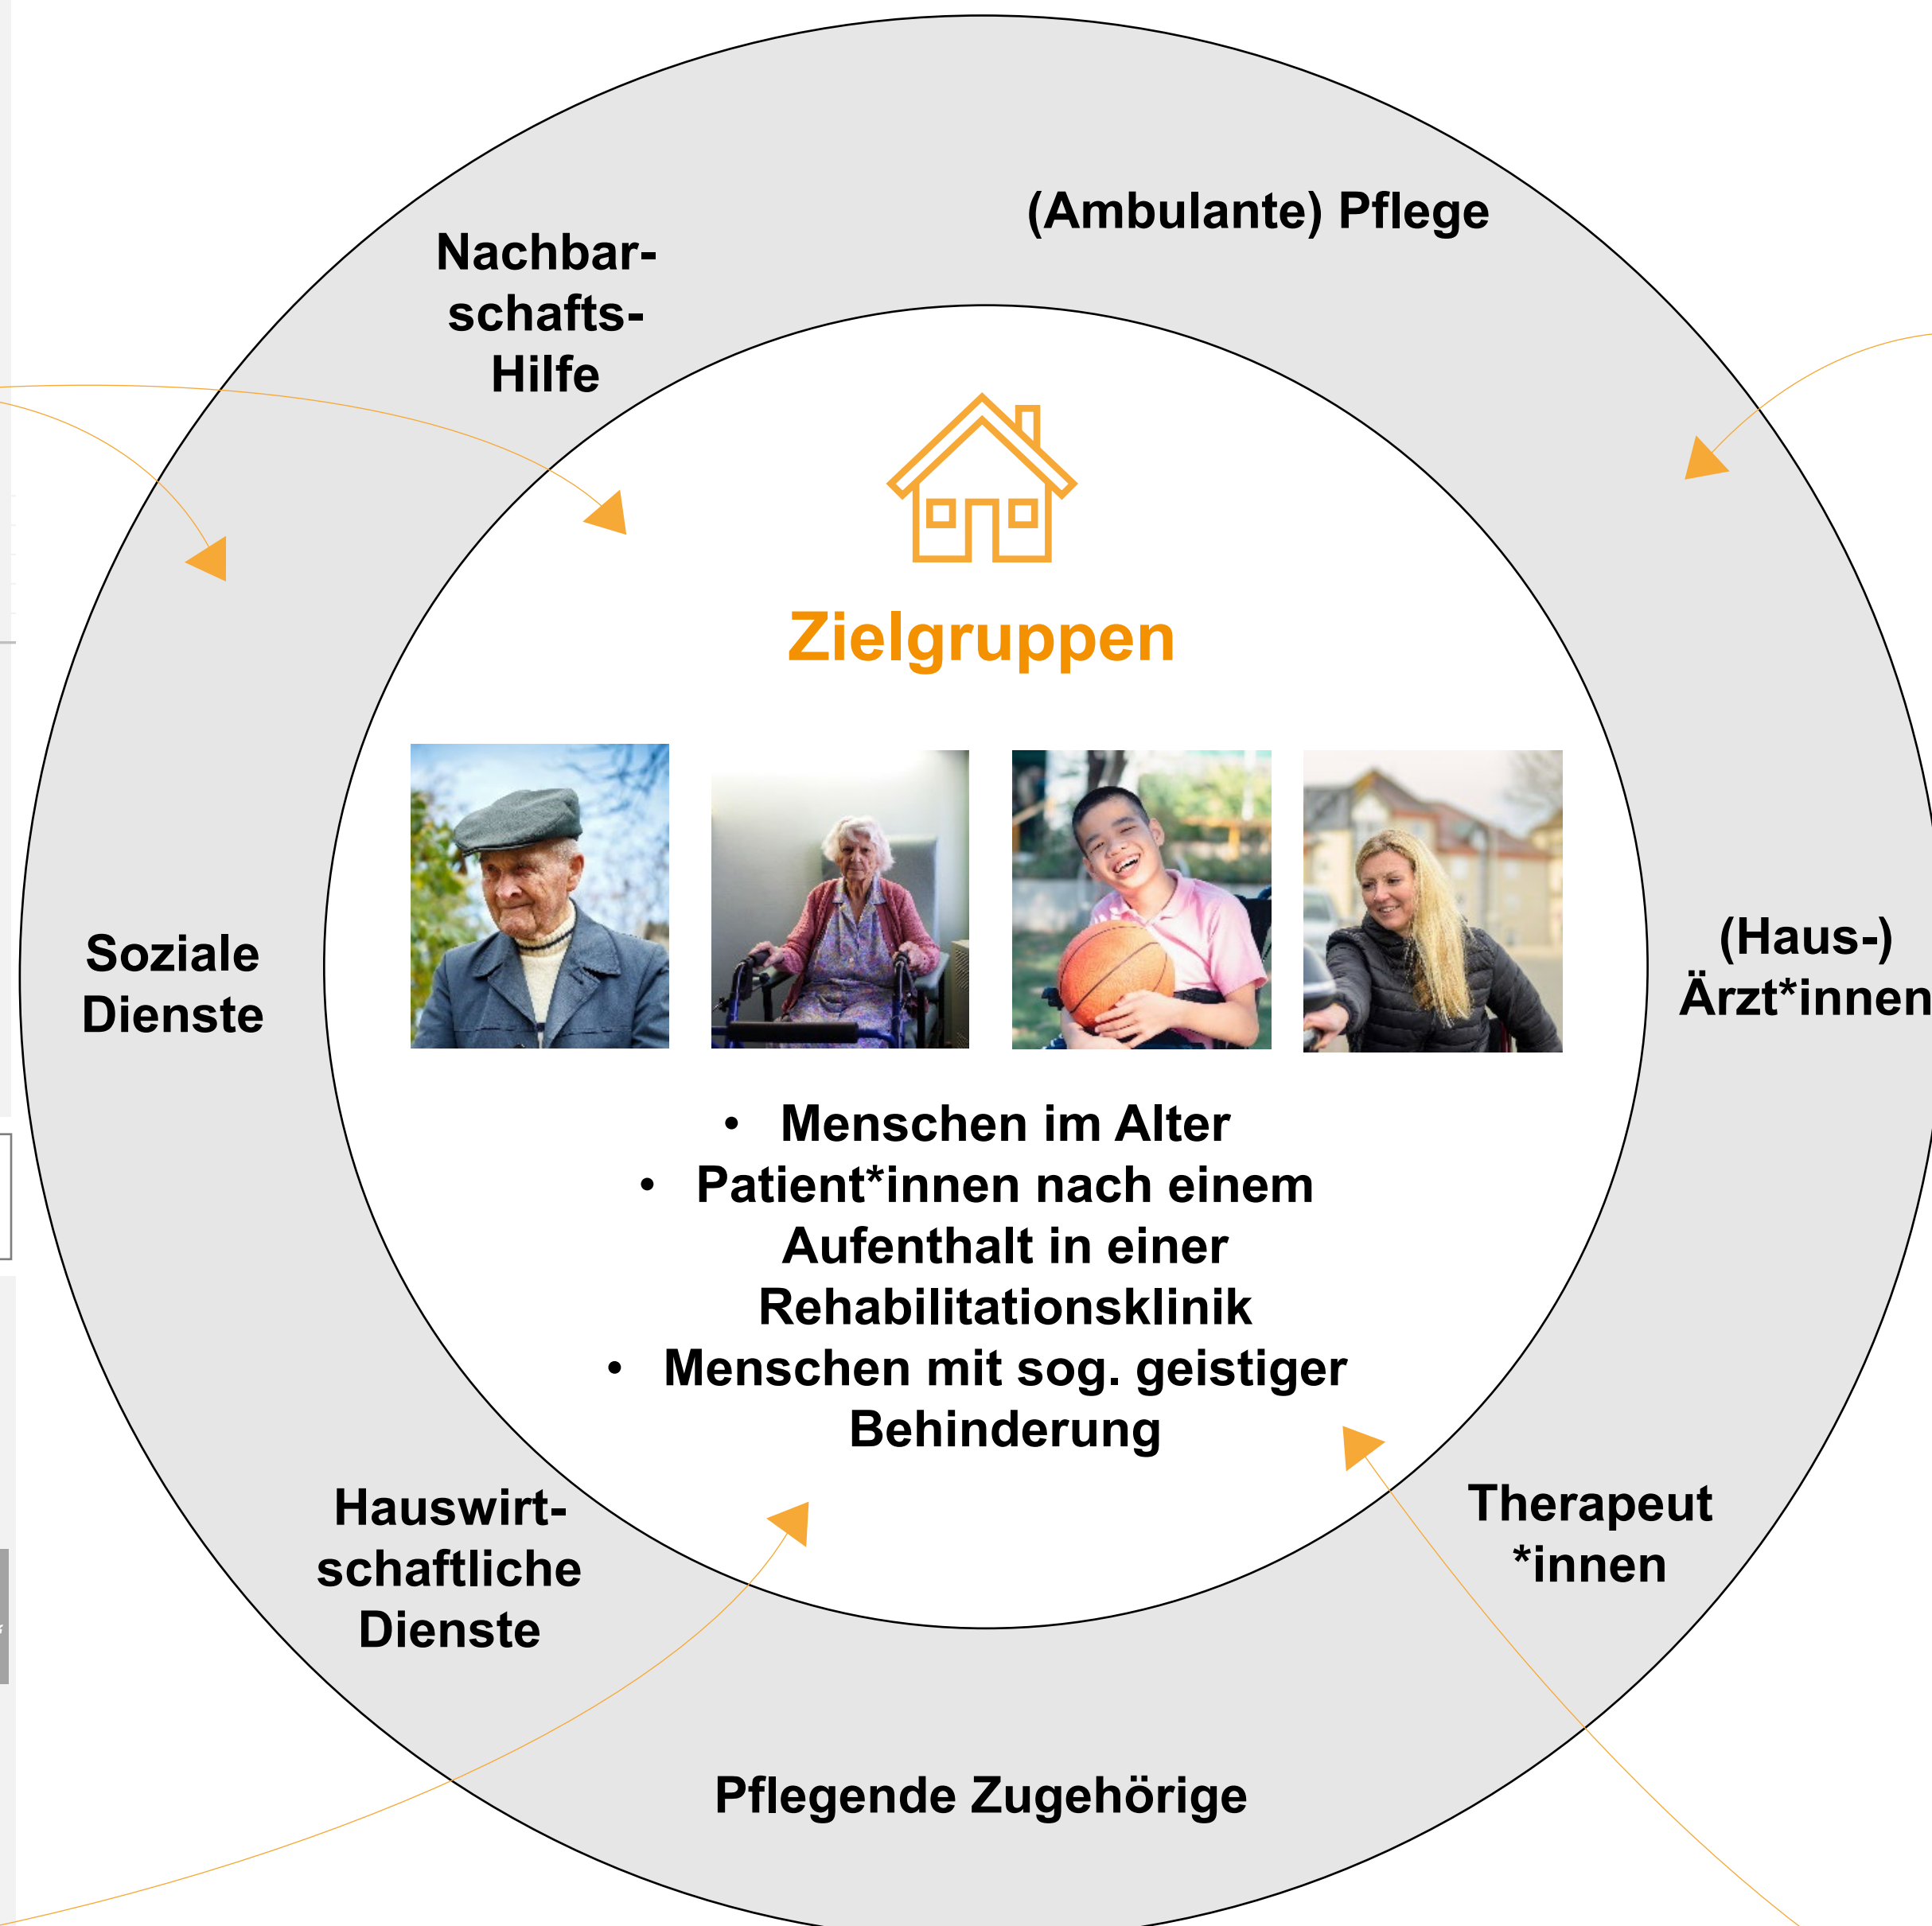 (Ambulante) Pflege
Nachbar-
schafts-
Hilfe
Zielgruppen
Soziale
Dienste
(Haus-)
Ärzt*innen
• Menschen im Alter
• Patient*innen nach einem
Aufenthalt in einer
Rehabilitationsklinik
• Menschen mit sog. geistiger
Behinderung
Hauswirt-
schaftliche
Dienste
Therapeut
*innen
Pflegende Zugehörige